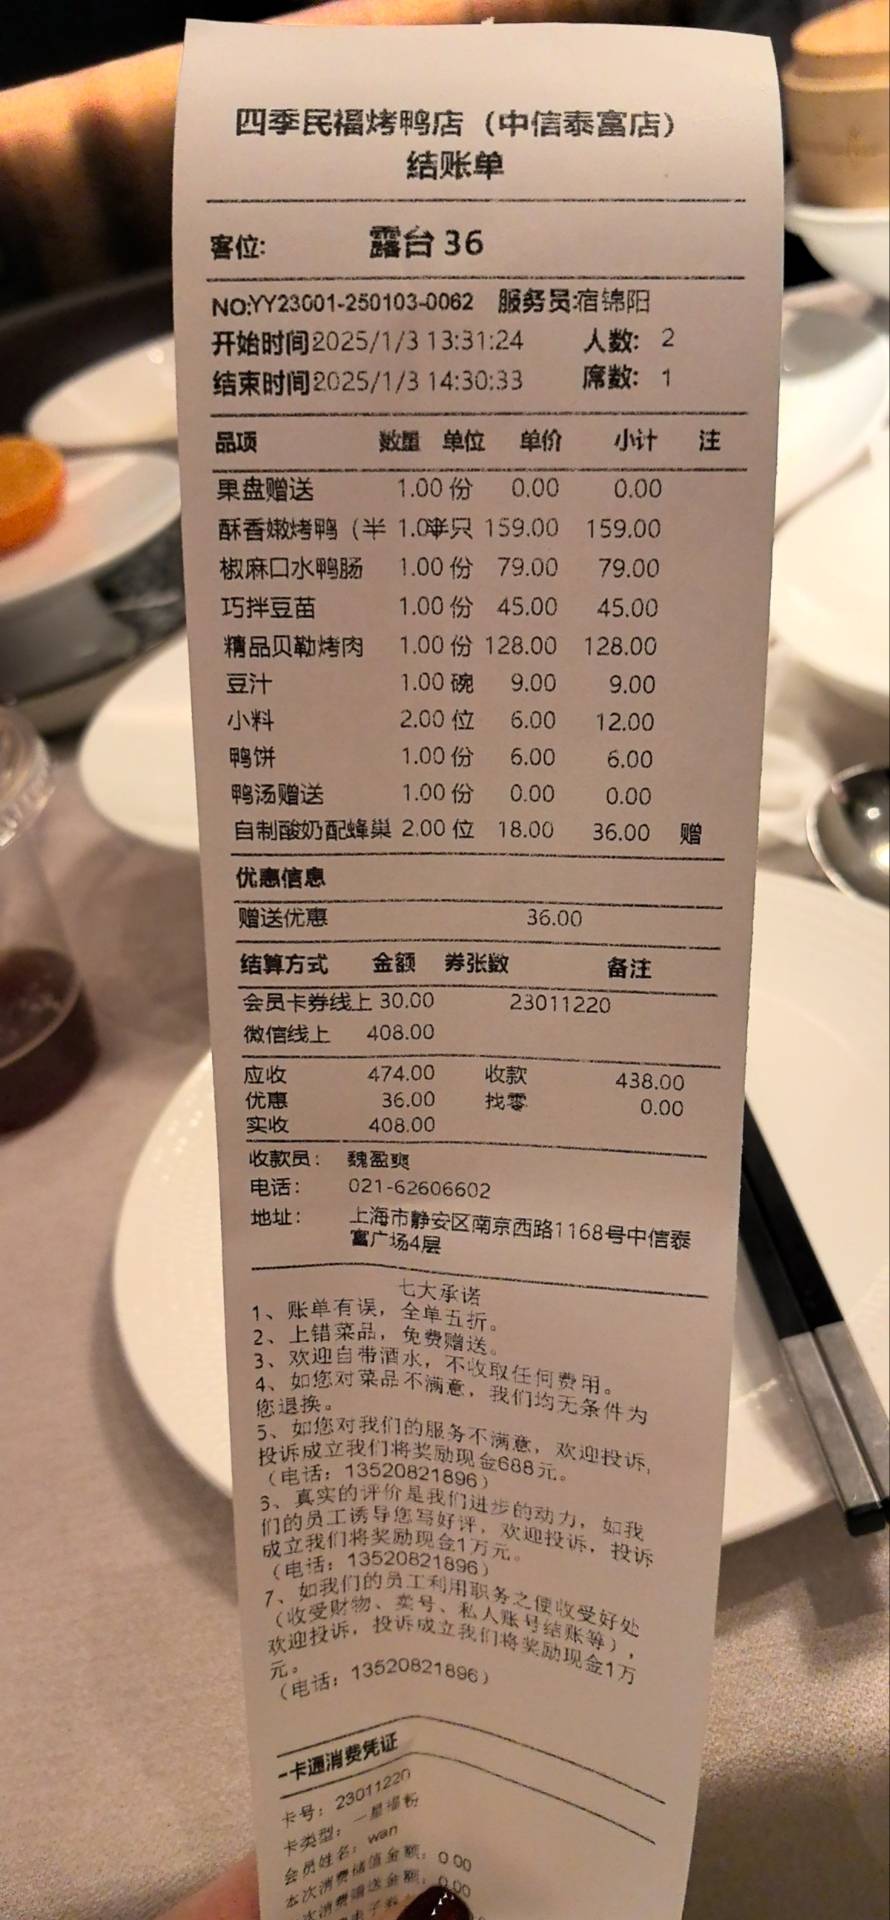 四季民福烤鸭店（中信泰富店）
结账单
客位: 露台 36
NO:YY23001-250103-0062 服务员:宿锦阳
开始时间2025/1/3 13:31:24 人数: 2
结束时间2025/1/3 14:30:33 席数: 1
品项 数量 单位 单价 小计 注
果盘赠送 1.00 份 0.00 0.00
酥香嫩烤鸭（半 1.00半只 159.00 159.00
椒麻口水鸭肠 1.00 份 79.00 79.00
巧拌豆苗 1.00 份 45.00 45.00
精品贝勒烤肉 1.00 份 128.00 128.00
豆汁 1.00 碗 9.00 9.00
小料 2.00 位 6.00 12.00
鸭饼 1.00 份 6.00 6.00
鸭汤赠送 1.00 份 0.00 0.00
自制酸奶配蜂巢 2.00 位 18.00 36.00 赠
优惠信息
赠送优惠 36.00
结算方式 金额 券张数 备注
会员卡券线上 30.00 23011220
微信线上 408.00
应收 474.00 收款 438.00
优惠 36.00 找零 0.00
实收 408.00
收款员： 魏盈爽
电话： 021-62606602
地址： 上海市静安区南京西路1168号中信泰
富广场4层
七大承诺
1、账单有误，全单五折。
2、上错菜品，免费赠送。
3、欢迎自带酒水，不收取任何费用。
4、如您对菜品不满意，我们均无条件为
您退换。
5、如您对我们的服务不满意，欢迎投诉,
投诉成立我们将奖励现金688元。
（电话：13520821896）
6、真实的评价是我们进步的动力，如我
们的员工诱导您写好评，欢迎投诉，投诉
成立我们将奖励现金1万元。
（电话：13520821896）
7、如我们的员工利用职务之便收受好处
（收受财物、卖号、私人账号结账等），
欢迎投诉，投诉成立我们将奖励现金1万
元。
（电话：13520821896）
一卡通消费凭证
卡号：23011220
卡类型：一星福粉
会员姓名：wan
本次消费储值金额：0.00
次消费赠送金额：0.00